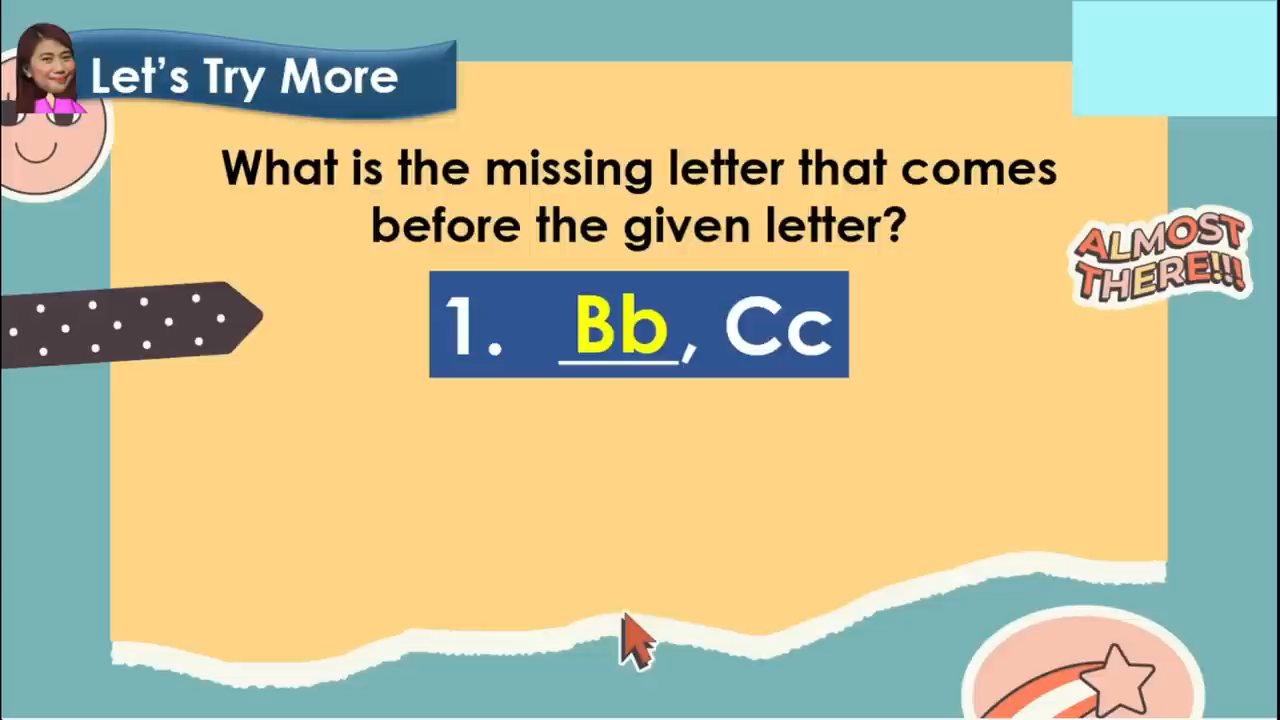 Let's Try More
What is the missing letter that comes
before the given letter?
ALMOST
THERE!!!
1. Bb, Cc